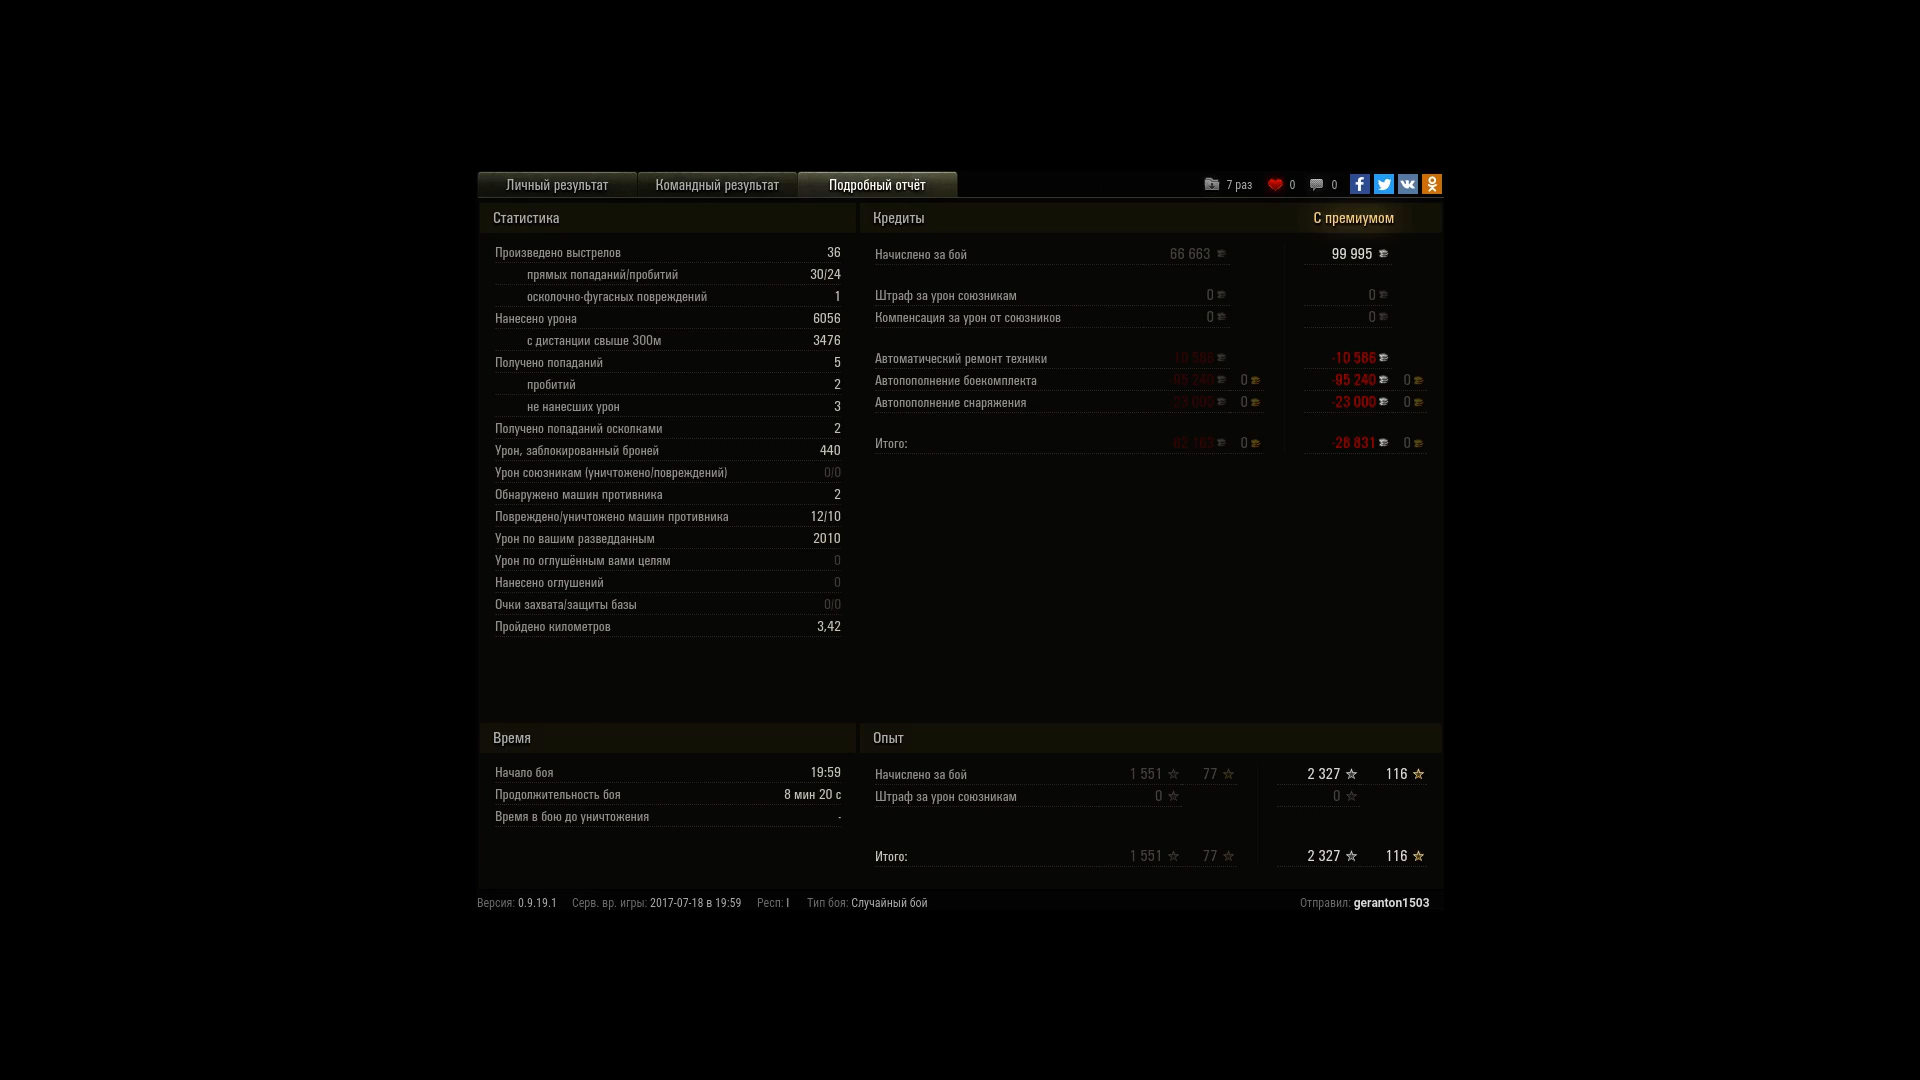 Личный результат Командный результат Подробный отчёт 7 раз 0 0
Статистика
Произведено выстрелов 36
прямых попаданий/пробитий 30/24
осколочно-фугасных повреждений 1
Нанесено урона 6056
с дистанции свыше 300м 3476
Получено попаданий 5
пробитий 2
не нанесших урон 3
Получено попаданий осколками 2
Урон, заблокированный броней 440
Урон союзникам (уничтожено/повреждений) 0/0
Обнаружено машин противника 2
Повреждено/уничтожено машин противника 12/10
Урон по вашим разведданным 2010
Урон по оглушённым вами целям 0
Нанесено оглушений 0
Очки захвата/защиты базы 0/0
Пройдено километров 3,42
Кредиты С премиумом
Начислено за бой 66 663 99 995
Штраф за урон союзникам 0 0
Компенсация за урон от союзников 0 0
Автоматический ремонт техники -10 586 -10 586
Автопополнение боекомплекта -95 240 0 -95 240 0
Автопополнение снаряжения -23 000 0 -23 000 0
Итого: -62 163 0 -28 831 0
Время
Начало боя 19:59
Продолжительность боя 8 мин 20 с
Время в бою до уничтожения -
Опыт
Начислено за бой 1 551 77 2 327 116
Штраф за урон союзникам 0 0
Итого: 1 551 77 2 327 116
Версия: 0.9.19.1 Серв. вр. игры: 2017-07-18 в 19:59 Респ: I Тип боя: Случайный бой Отправил: geranton1503